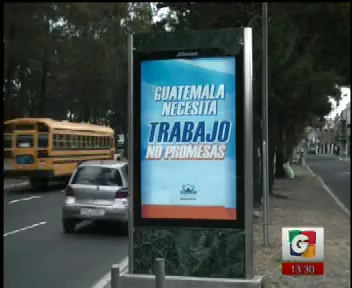 GUATEMALA
NECESITA
TRABAJO
NO PROMESAS
G
13:30